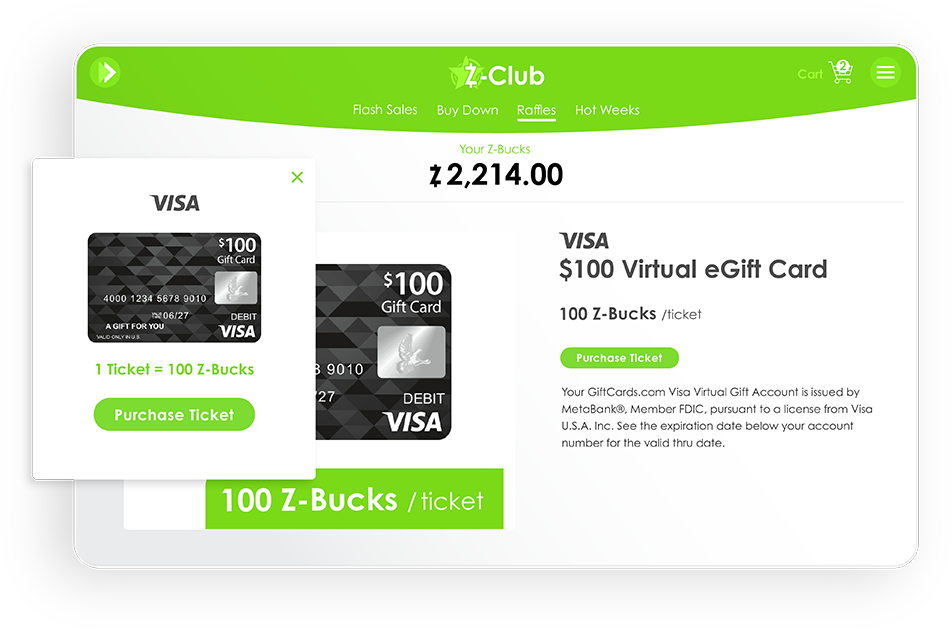 Z-Club
Cart 2
Flash Sales Buy Down Raffles Hot Weeks
Your Z-Bucks
2,214.00
VISA
$100
Gift Card
4000 1234 5678 9010
06/27
A GIFT FOR YOU
DEBIT
VALID ONLY IN U.S.
VISA
1 Ticket = 100 Z-Bucks
Purchase Ticket
$100
Gift Card
9010
/27
DEBIT
VISA
100 Z-Bucks / ticket
VISA
$100 Virtual eGift Card
100 Z-Bucks /ticket
Purchase Ticket
Your GiftCards.com Visa Virtual Gift Account is issued by
MetaBank®, Member FDIC, pursuant to a license from Visa
U.S.A. Inc. See the expiration date below your account
number for the valid thru date.